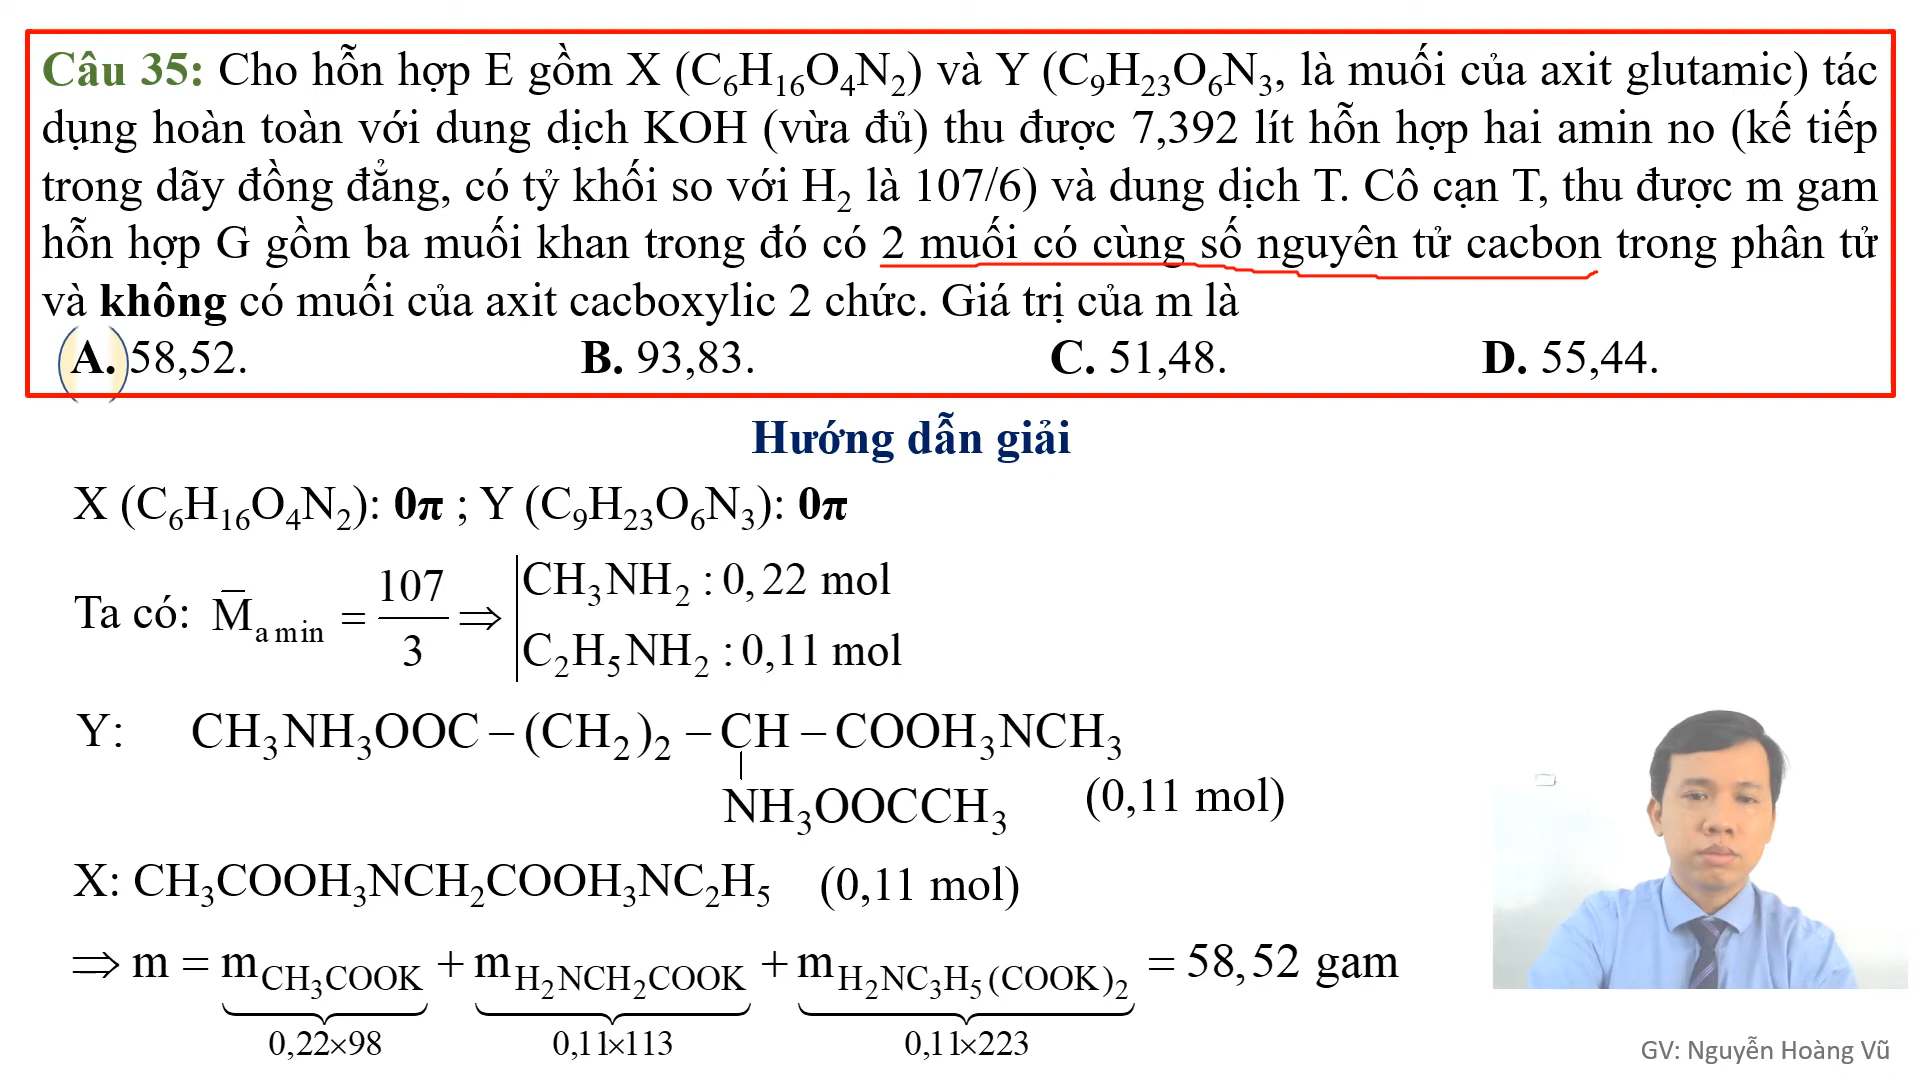 Câu 35: Cho hỗn hợp E gồm X (C₆H₁₆O₄N₂) và Y (C₉H₂₃O₆N₃, là muối của axit glutamic) tác
dụng hoàn toàn với dung dịch KOH (vừa đủ) thu được 7,392 lít hỗn hợp hai amin no (kế tiếp
trong dãy đồng đẳng, có tỷ khối so với H₂ là 107/6) và dung dịch T. Cô cạn T, thu được m gam
hỗn hợp G gồm ba muối khan trong đó có 2 muối có cùng số nguyên tử cacbon trong phân tử
và không có muối của axit cacboxylic 2 chức. Giá trị của m là
A. 58,52. B. 93,83. C. 51,48. D. 55,44.
Hướng dẫn giải
X (C₆H₁₆O₄N₂): 0π ; Y (C₉H₂₃O₆N₃): 0π
Ta có: M̅ₐ ₘᵢₙ = 107/3 ⇒ | CH₃NH₂ : 0,22 mol
C₂H₅NH₂ : 0,11 mol
Y: CH₃NH₃OOC – (CH₂)₂ – CH – COOH₃NCH₃
|
NH₃OOCCH₃ (0,11 mol)
X: CH₃COOH₃NCH₂COOH₃NC₂H₅ (0,11 mol)
⇒ m = m CH₃COOK + m H₂NCH₂COOK + m H₂NC₃H₅(COOK)₂ = 58,52 gam
0,22×98 0,11×113 0,11×223
GV: Nguyễn Hoàng Vũ